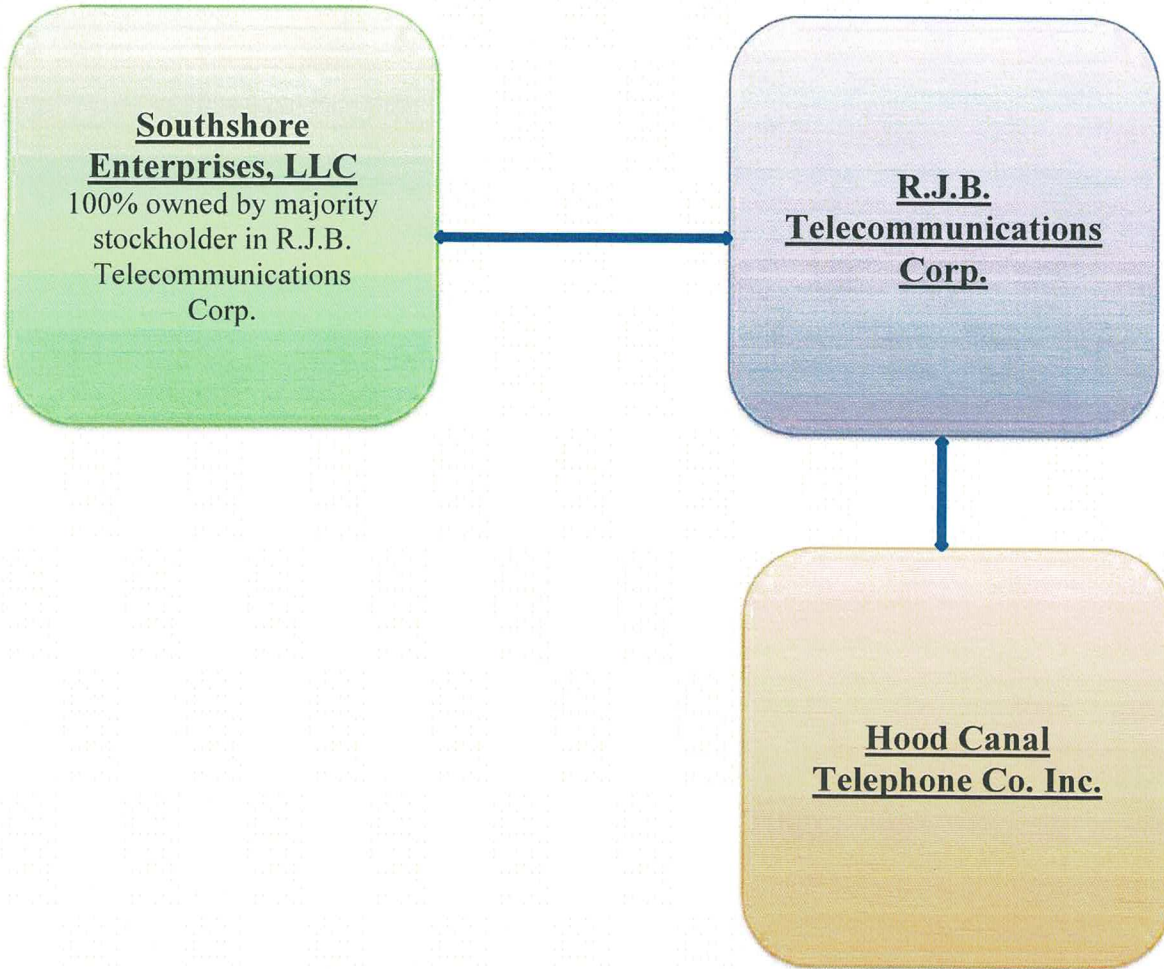 Southshore
Enterprises, LLC
100% owned by majority
stockholder in R.J.B.
Telecommunications
Corp.
R.J.B.
Telecommunications
Corp.
Hood Canal
Telephone Co. Inc.